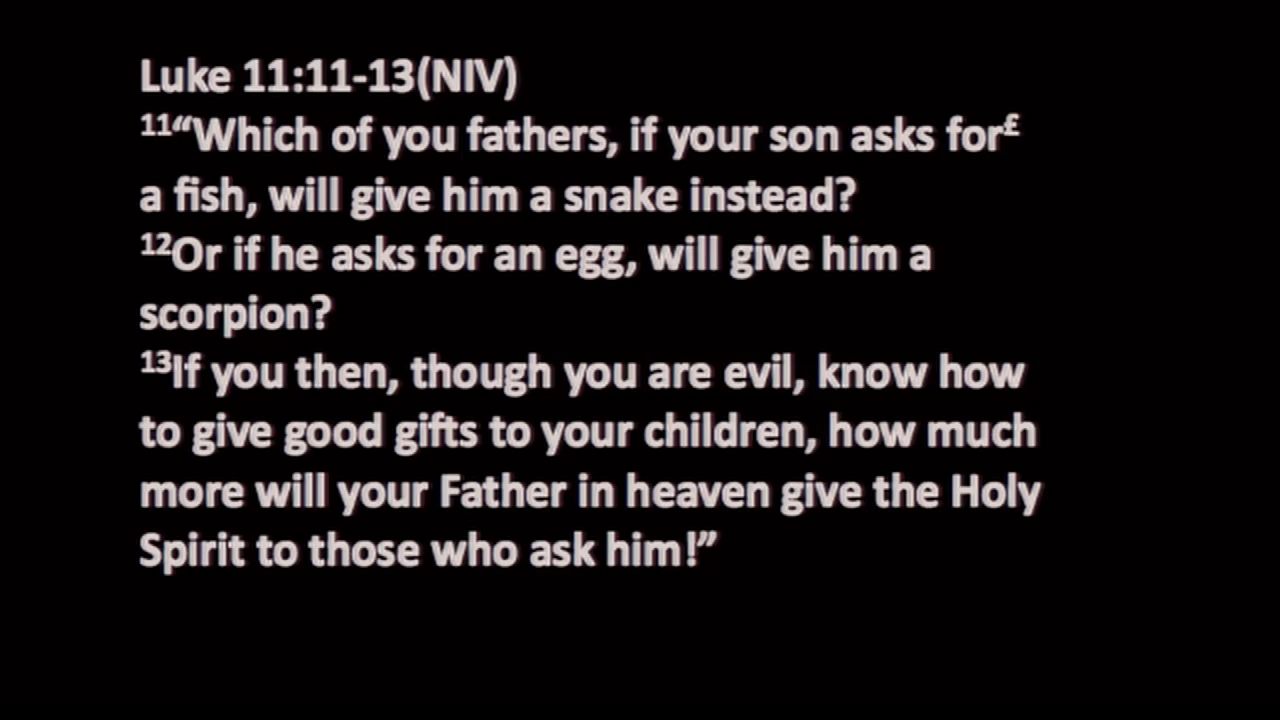 Luke 11:11-13(NIV)
11“Which of you fathers, if your son asks for£
a fish, will give him a snake instead?
12Or if he asks for an egg, will give him a
scorpion?
13If you then, though you are evil, know how
to give good gifts to your children, how much
more will your Father in heaven give the Holy
Spirit to those who ask him!”